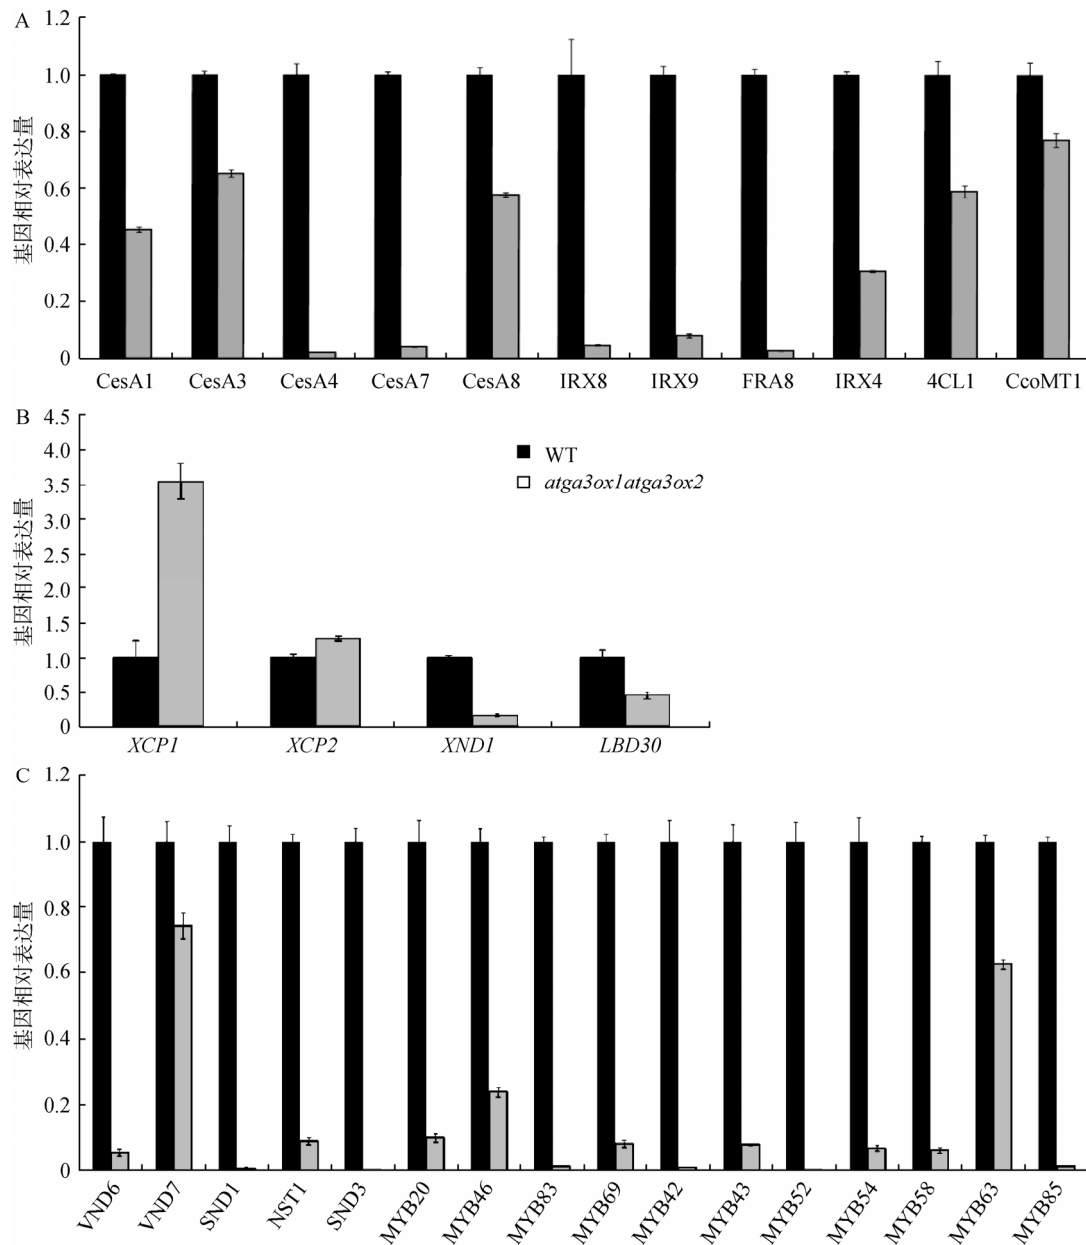 A
1.2
1.0
0.8
0.6
0.4
0.2
0
基因相对表达量
CesA1 CesA3 CesA4 CesA7 CesA8 IRX8 IRX9 FRA8 IRX4 4CL1 CcoMT1
B
4.5
4.0
3.5
3.0
2.5
2.0
1.5
1.0
0.5
0
基因相对表达量
WT
atga3ox1atga3ox2
XCP1 XCP2 XND1 LBD30
C
1.2
1.0
0.8
0.6
0.4
0.2
0
基因相对表达量
VND6 VND7 SND1 NST1 SND3 MYB20 MYB46 MYB83 MYB69 MYB42 MYB43 MYB52 MYB54 MYB58 MYB63 MYB85